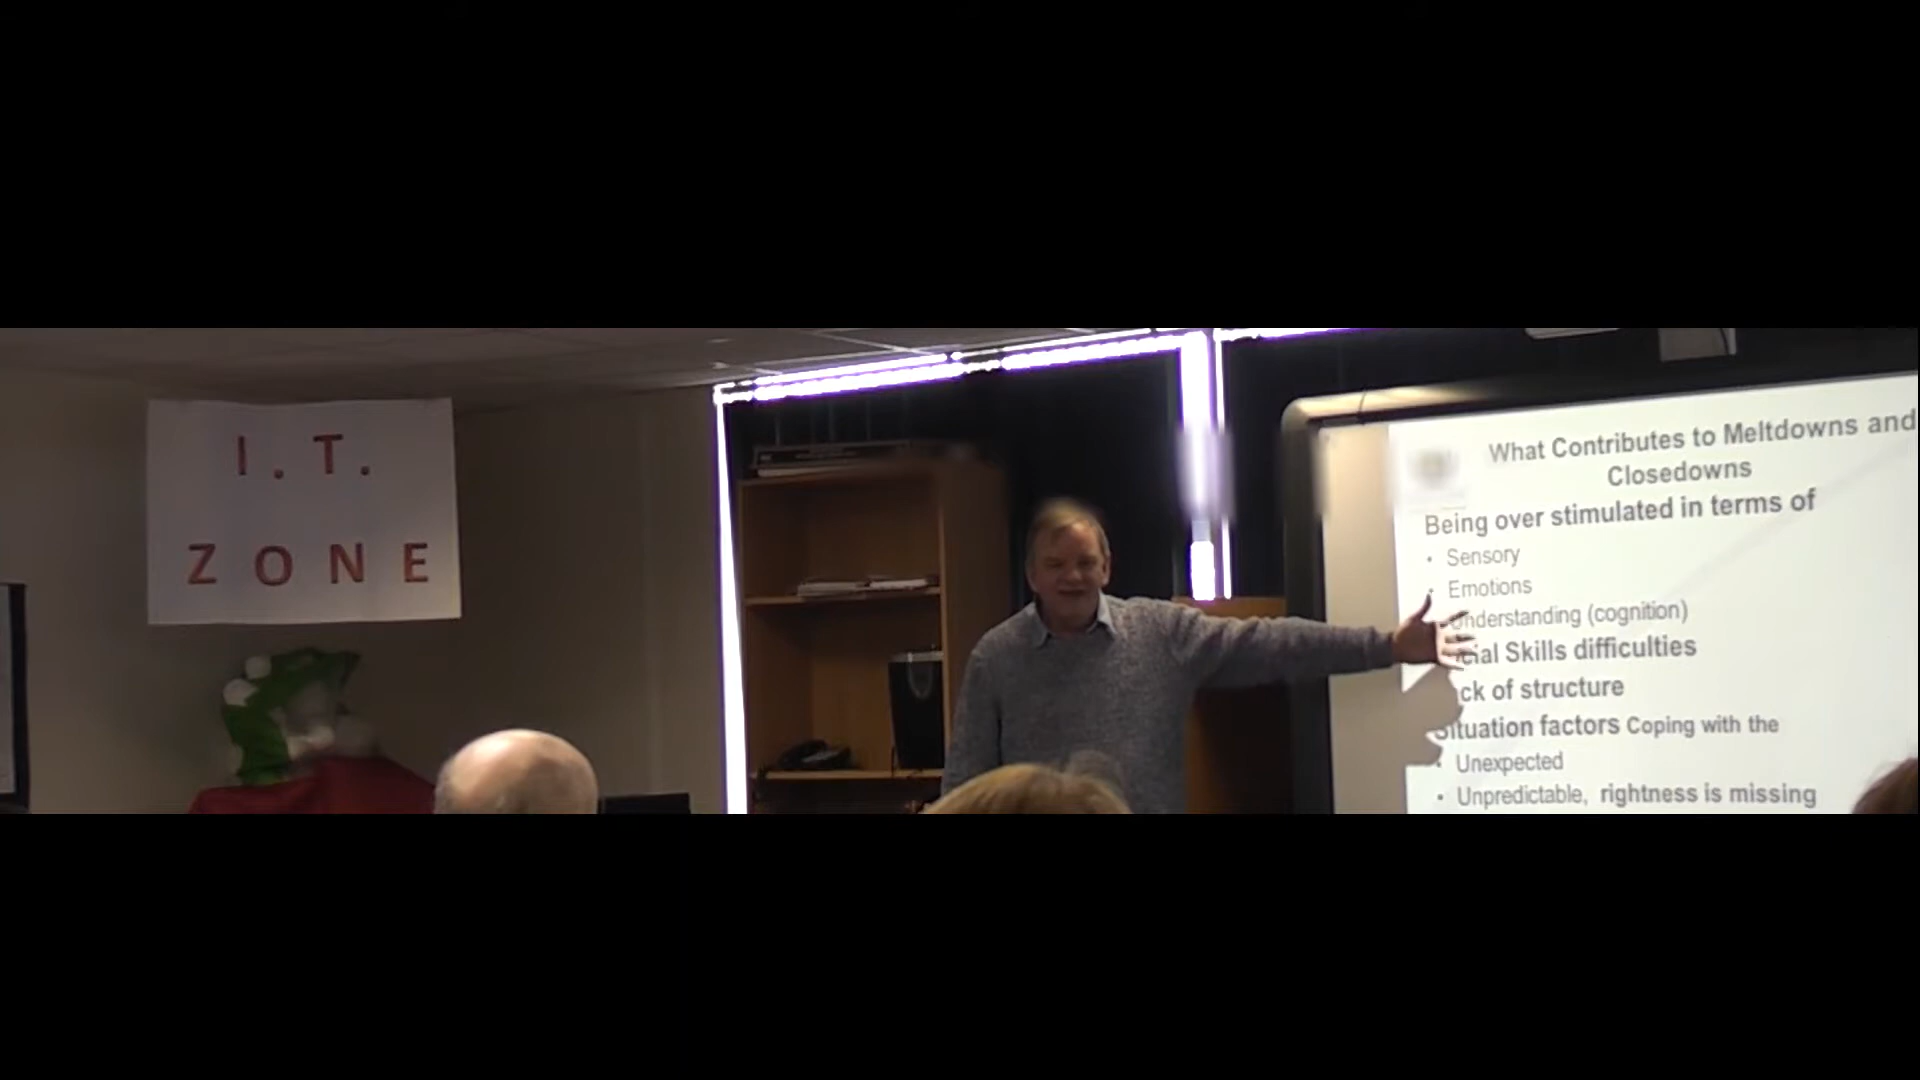 I.T.
ZONE
What Contributes to Meltdowns and
Closedowns
Being over stimulated in terms of
• Sensory
• Emotions
(cognition)
Skills difficulties
of structure
factors Coping with the
• Unexpected
• Unpredictable, rightness is missing